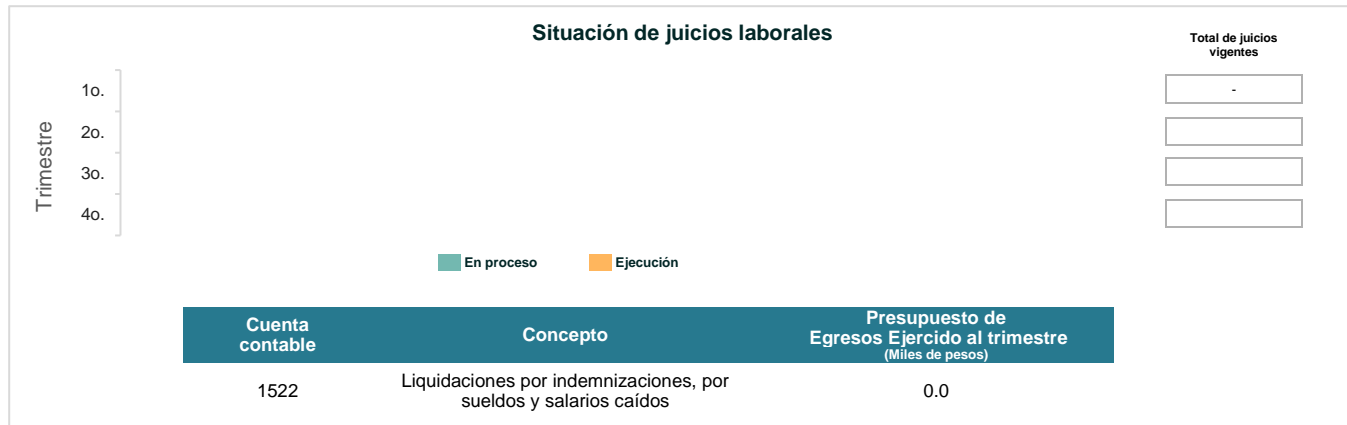 Situación de juicios laborales
Total de juicios
vigentes
Trimestre
1o.
-
2o.
3o.
4o.
En proceso
Ejecución
Cuenta
contable
Concepto
Presupuesto de
Egresos Ejercido al trimestre
(Miles de pesos)
1522
Liquidaciones por indemnizaciones, por
sueldos y salarios caídos
0.0